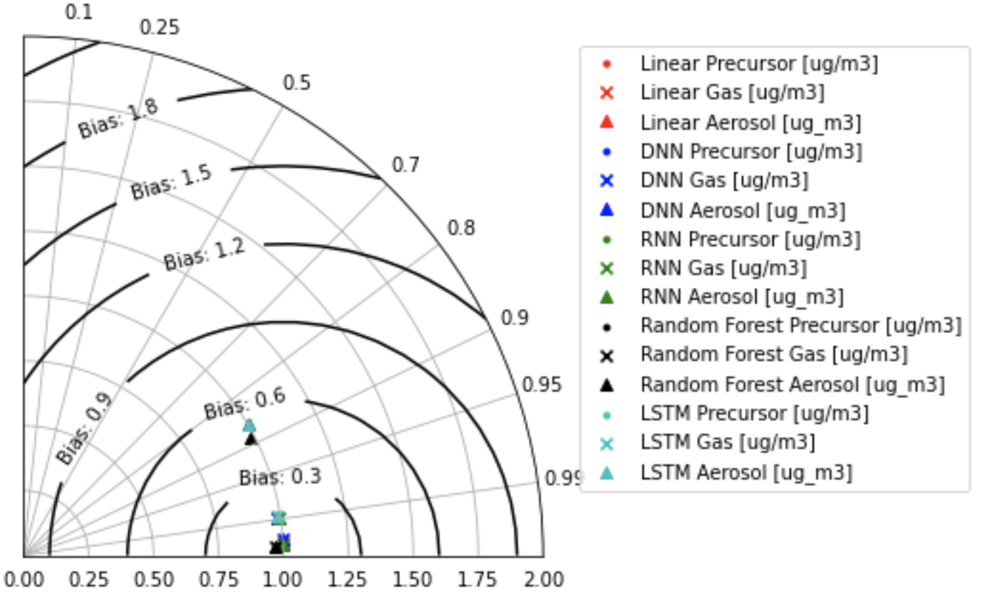 0.1
0.25
0.5
0.7
0.8
0.9
0.95
0.99
Bias: 1.8
Bias: 1.5
Bias: 1.2
Bias: 0.9
Bias: 0.6
Bias: 0.3
0.00 0.25 0.50 0.75 1.00 1.25 1.50 1.75 2.00
Linear Precursor [ug/m3]
Linear Gas [ug/m3]
Linear Aerosol [ug_m3]
DNN Precursor [ug/m3]
DNN Gas [ug/m3]
DNN Aerosol [ug_m3]
RNN Precursor [ug/m3]
RNN Gas [ug/m3]
RNN Aerosol [ug_m3]
Random Forest Precursor [ug/m3]
Random Forest Gas [ug/m3]
Random Forest Aerosol [ug_m3]
LSTM Precursor [ug/m3]
LSTM Gas [ug/m3]
LSTM Aerosol [ug_m3]